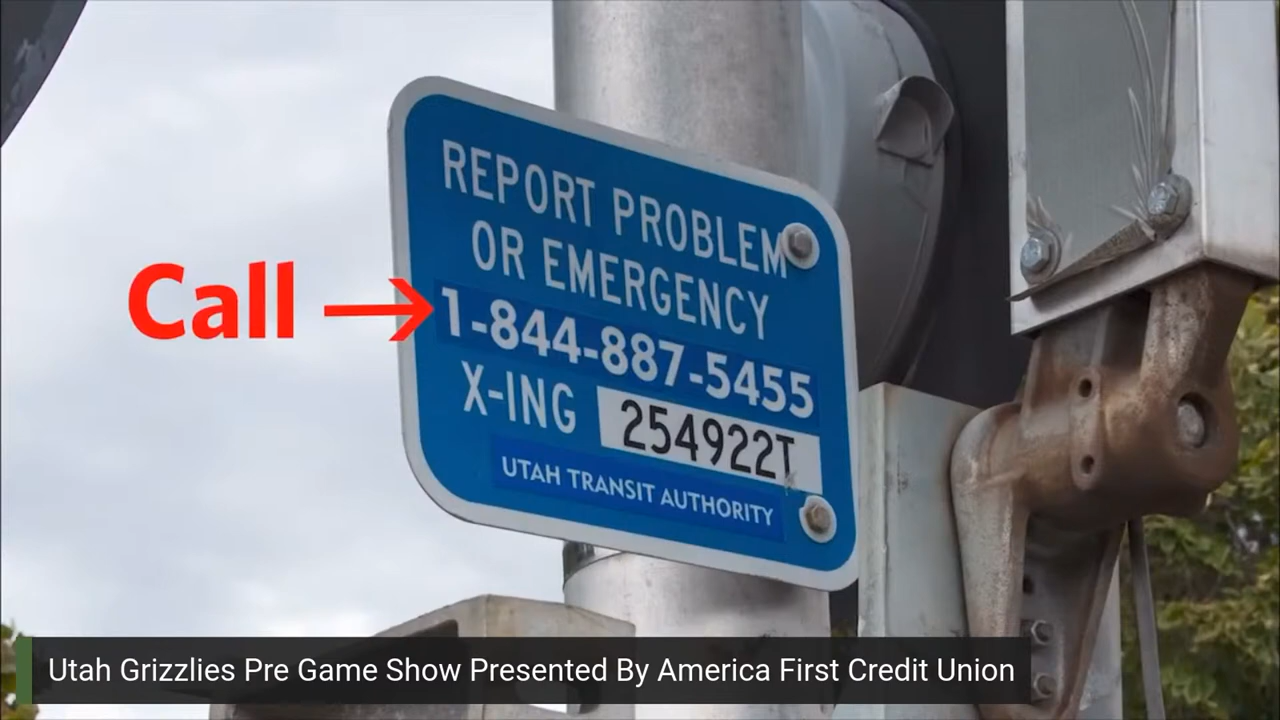 REPORT PROBLEM
OR EMERGENCY
Call → 1-844-887-5455
X-ING 254922T
UTAH TRANSIT AUTHORITY
Utah Grizzlies Pre Game Show Presented By America First Credit Union